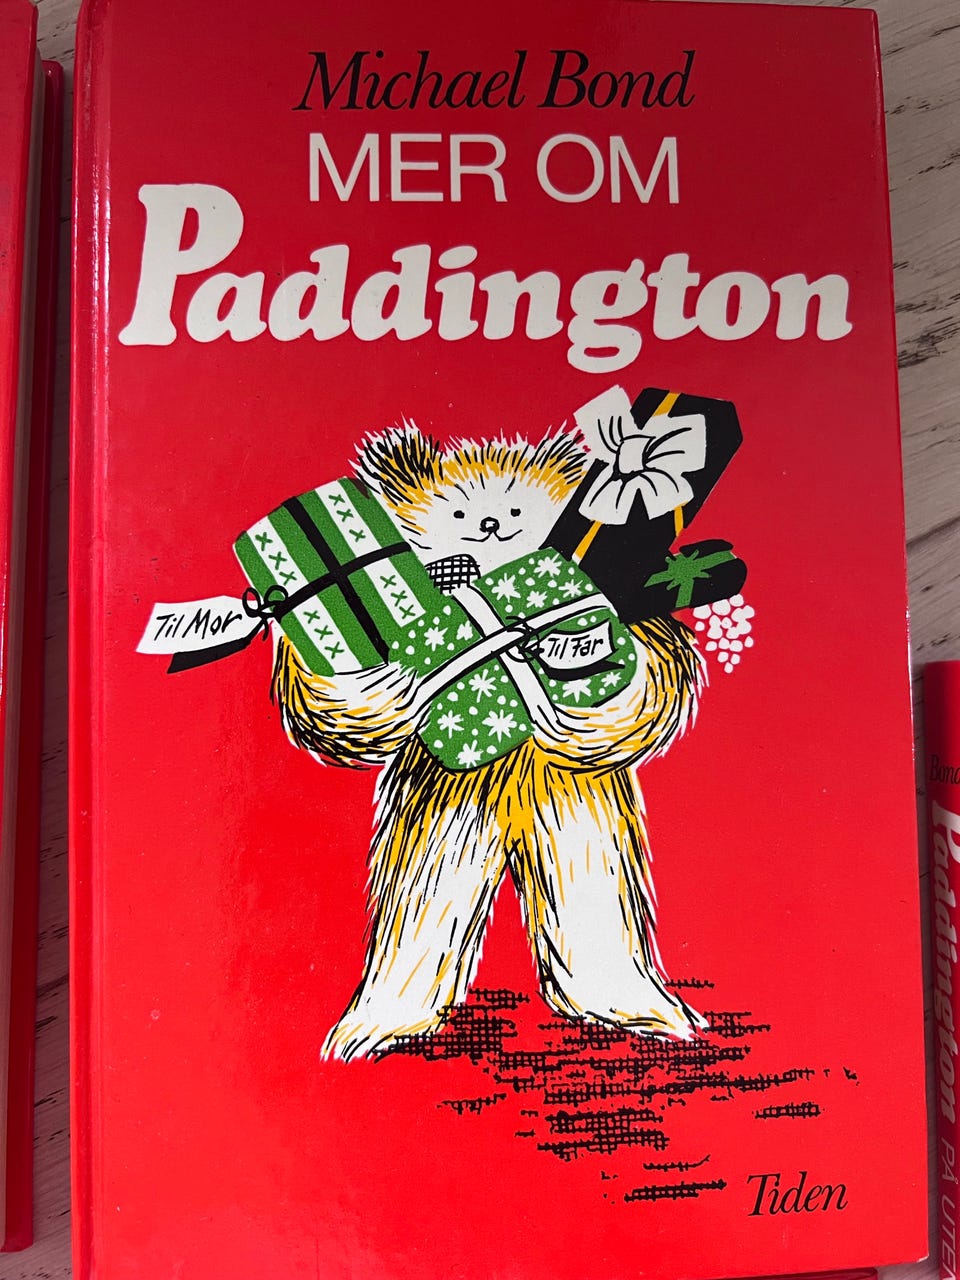 Michael Bond
MER OM
Paddington
Til Mor
Til Far
Tiden
Bond
Paddington PÅ